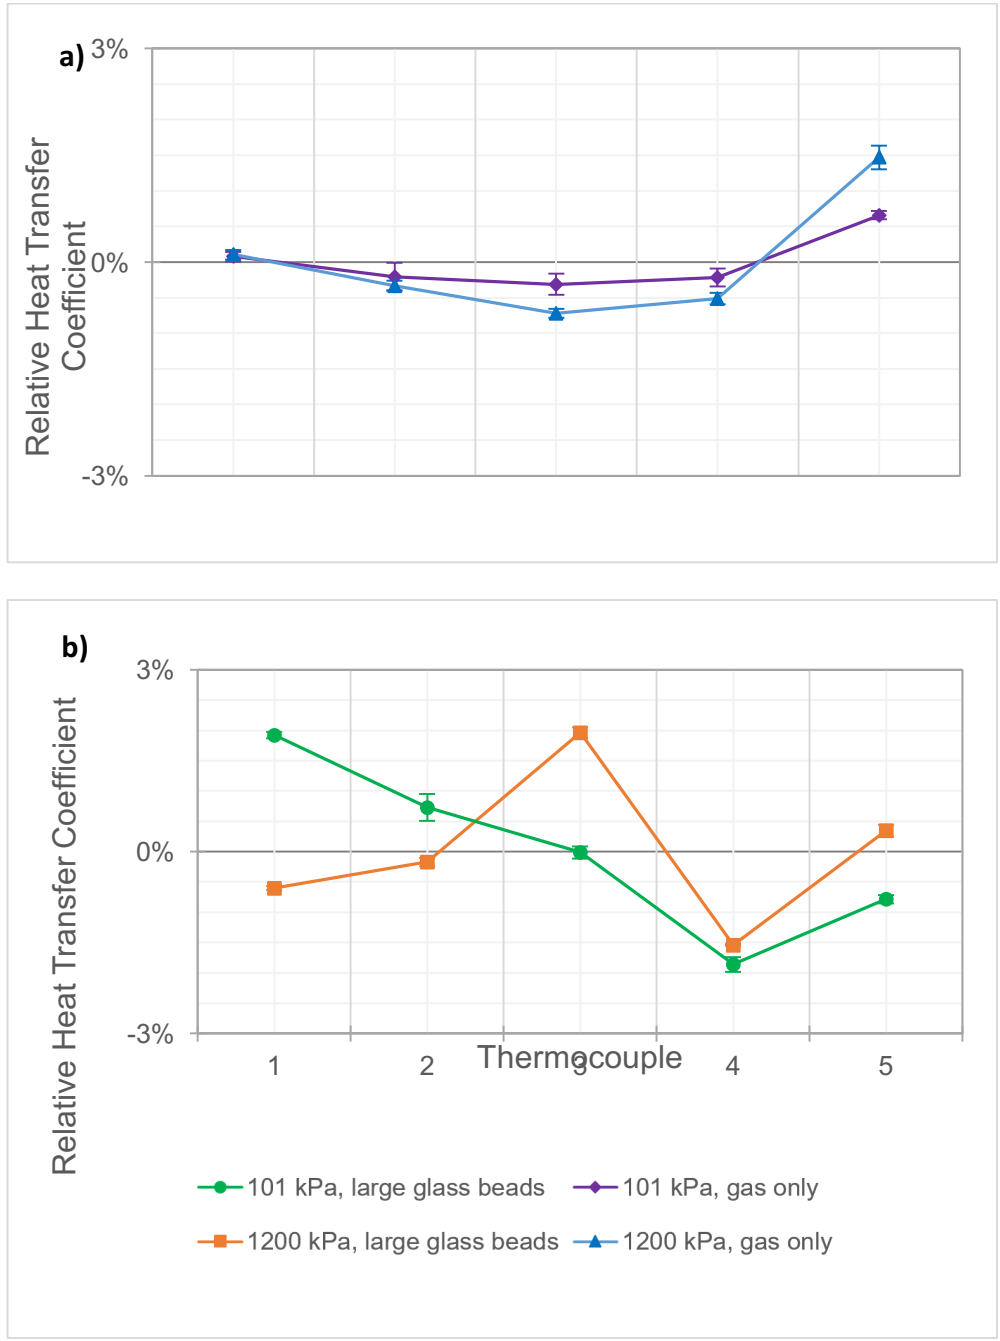 a)
3%
0%
-3%
Relative Heat Transfer
Coefficient
b)
3%
0%
-3%
Relative Heat Transfer Coefficient
1 2 3 4 5
Thermocouple
101 kPa, large glass beads 101 kPa, gas only
1200 kPa, large glass beads 1200 kPa, gas only